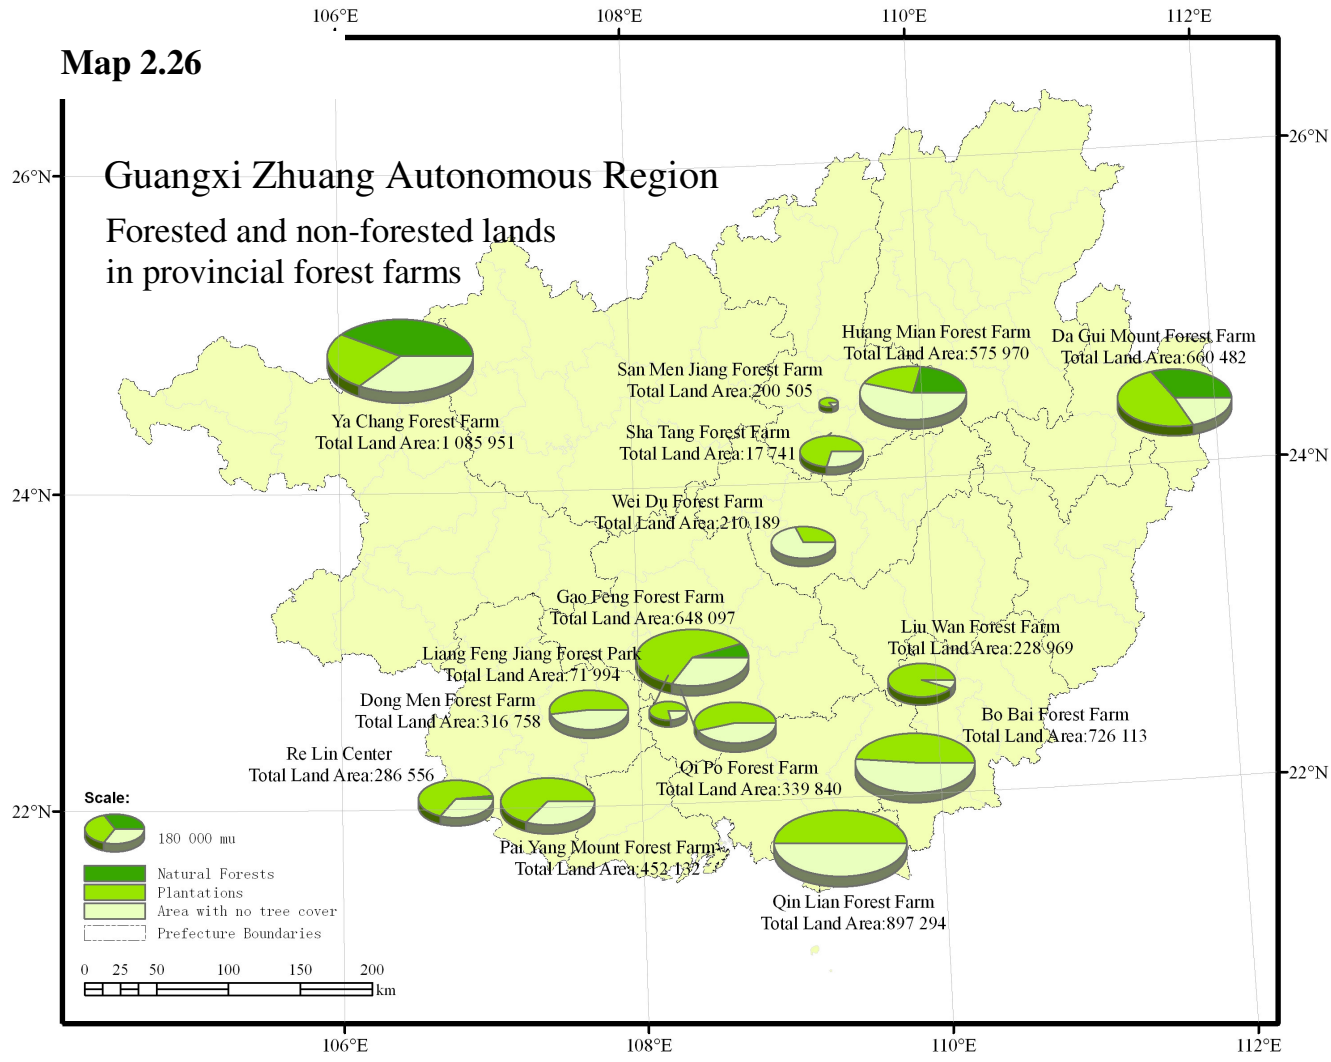 106°E 108°E 110°E 112°E
Map 2.26
26°N 26°N
Guangxi Zhuang Autonomous Region
Forested and non-forested lands
in provincial forest farms
Huang Mian Forest Farm
Total Land Area:575 970
Da Gui Mount Forest Farm
Total Land Area:660 482
San Men Jiang Forest Farm
Total Land Area:200 505
Ya Chang Forest Farm
Total Land Area:1 085 951
Sha Tang Forest Farm
Total Land Area:17 741
24°N 24°N
Wei Du Forest Farm
Total Land Area:210 189
Gao Feng Forest Farm
Total Land Area:648 097
Liu Wan Forest Farm
Total Land Area:228 969
Liang Feng Jiang Forest Park
Total Land Area:71 994
Dong Men Forest Farm
Total Land Area:316 758
Bo Bai Forest Farm
Total Land Area:726 113
Re Lin Center
Total Land Area:286 556
Qi Po Forest Farm
Total Land Area:339 840
22°N 22°N
Pai Yang Mount Forest Farm
Total Land Area:452 132
Qin Lian Forest Farm
Total Land Area:897 294
Scale:
180 000 mu
Natural Forests
Plantations
Area with no tree cover
Prefecture Boundaries
0 25 50 100 150 200
km
106°E 108°E 110°E 112°E